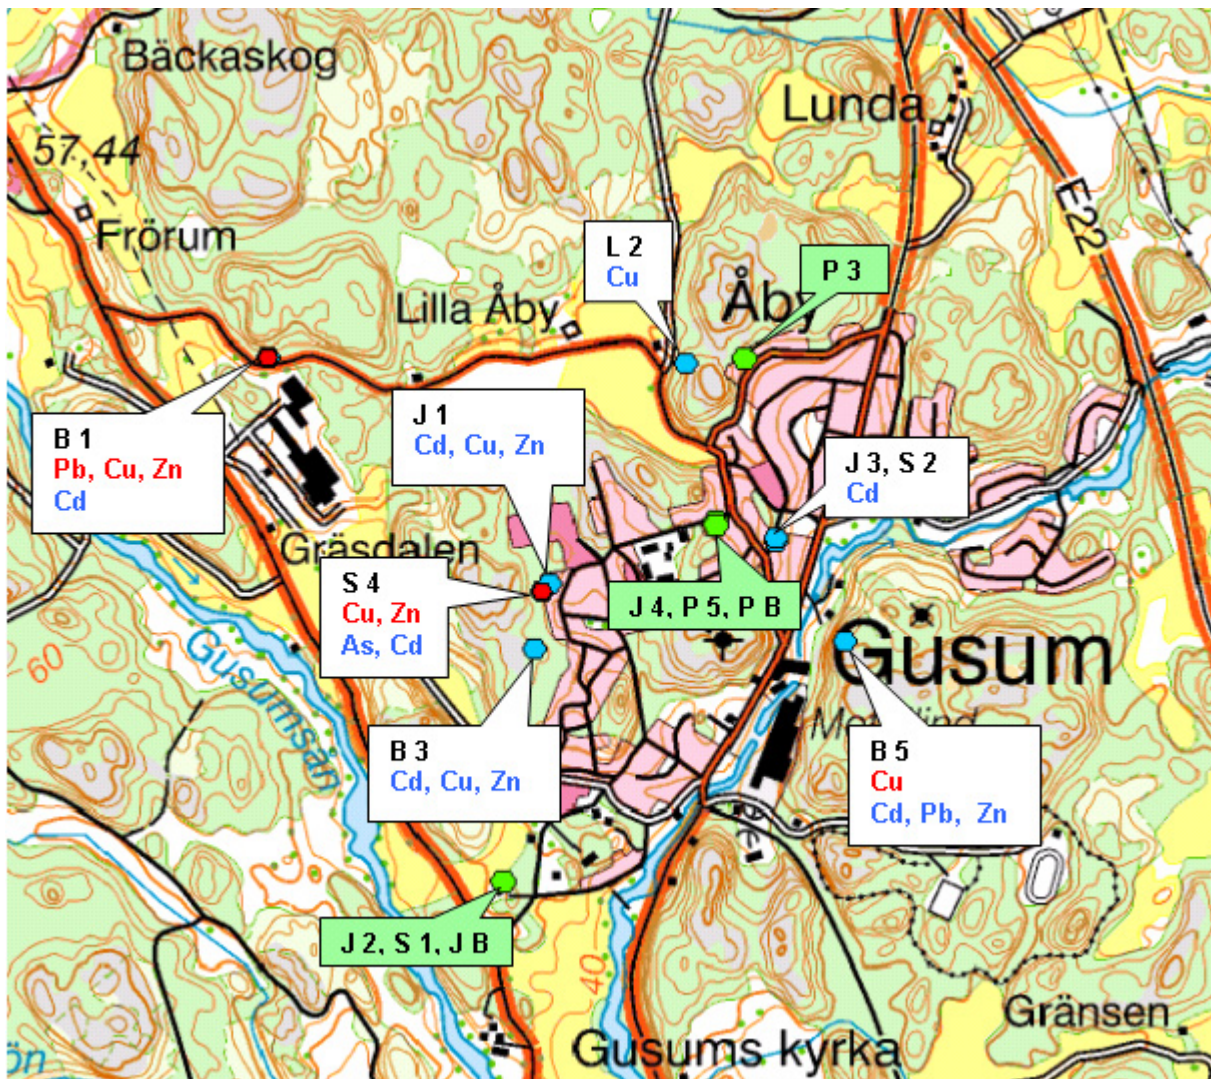 Bäckaskog
Lunda
57,44
Frörum
E22
L 2
Cu
P 3
Åby
Lilla Åby
B 1
Pb, Cu, Zn
Cd
J 1
Cd, Cu, Zn
J 3, S 2
Cd
Gräsdalen
S 4
Cu, Zn
As, Cd
J 4, P 5, P B
Gusum
60
Gusumsån
B 3
Cd, Cu, Zn
B 5
Cu
Cd, Pb, Zn
J 2, S 1, J B
40
Gränsen
Gusums kyrka
ön